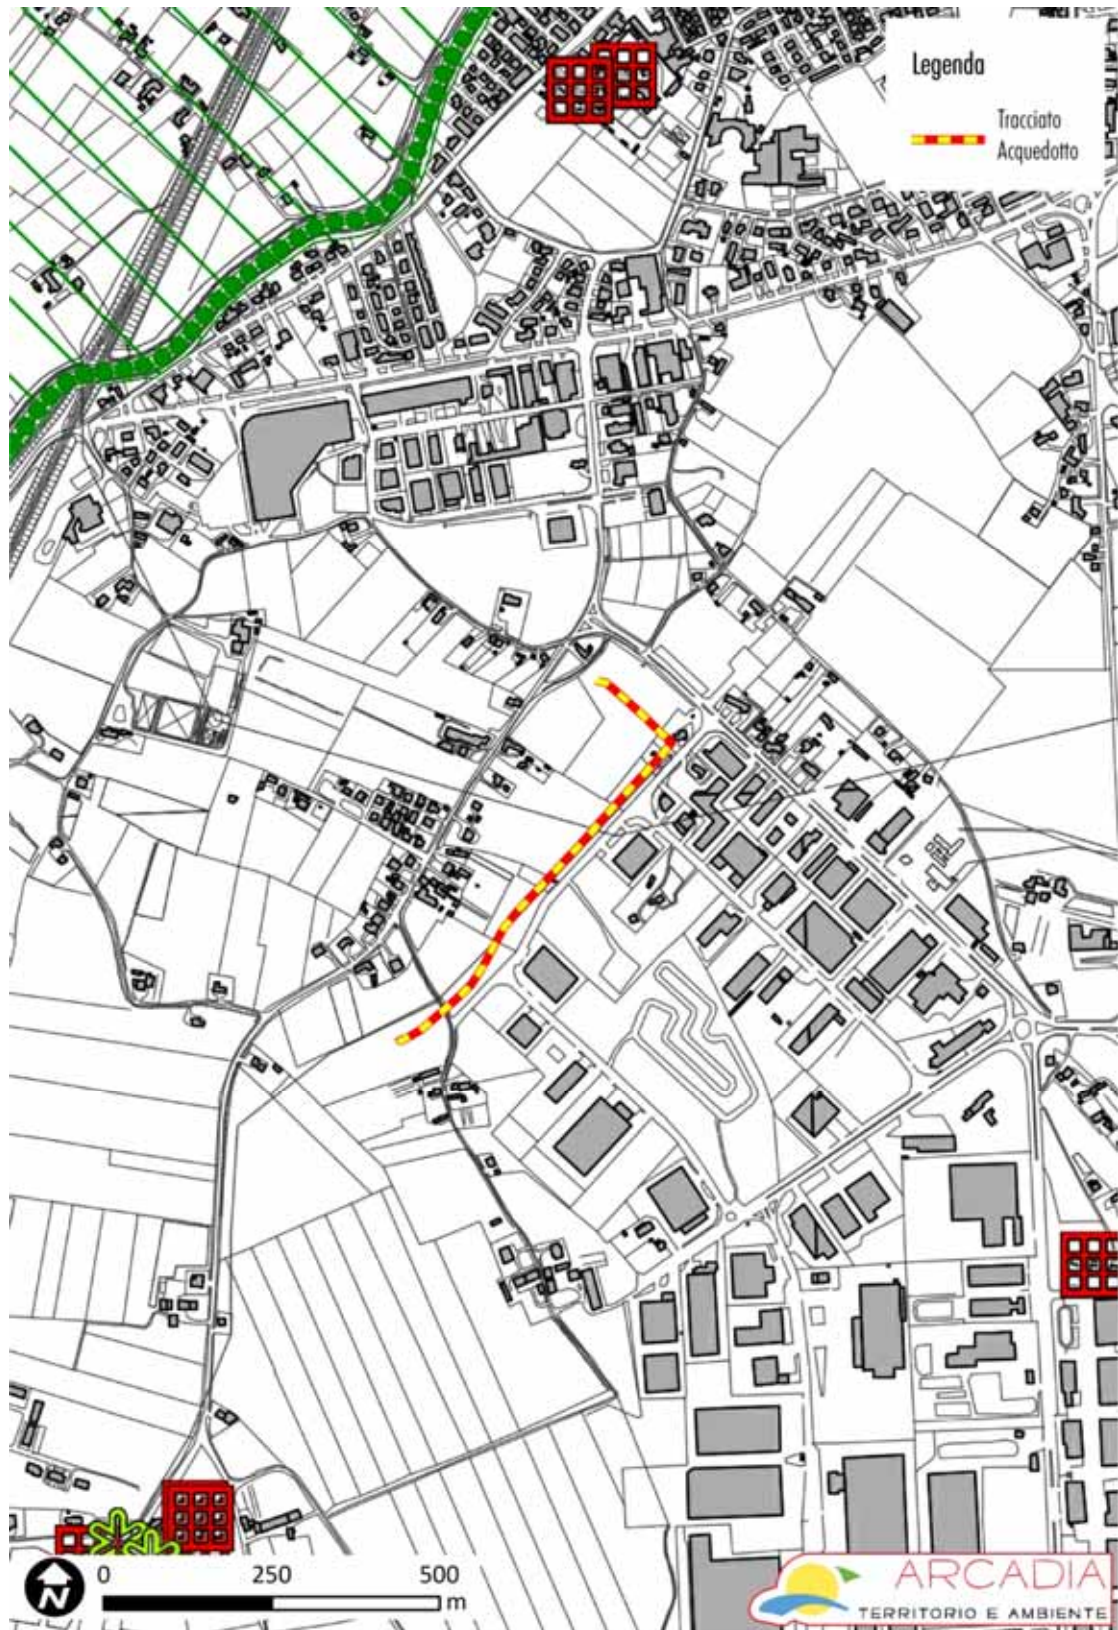 Legenda
Tracciato
Acquedotto
N
0 250 500
m
ARCADIA
TERRITORIO E AMBIENTE